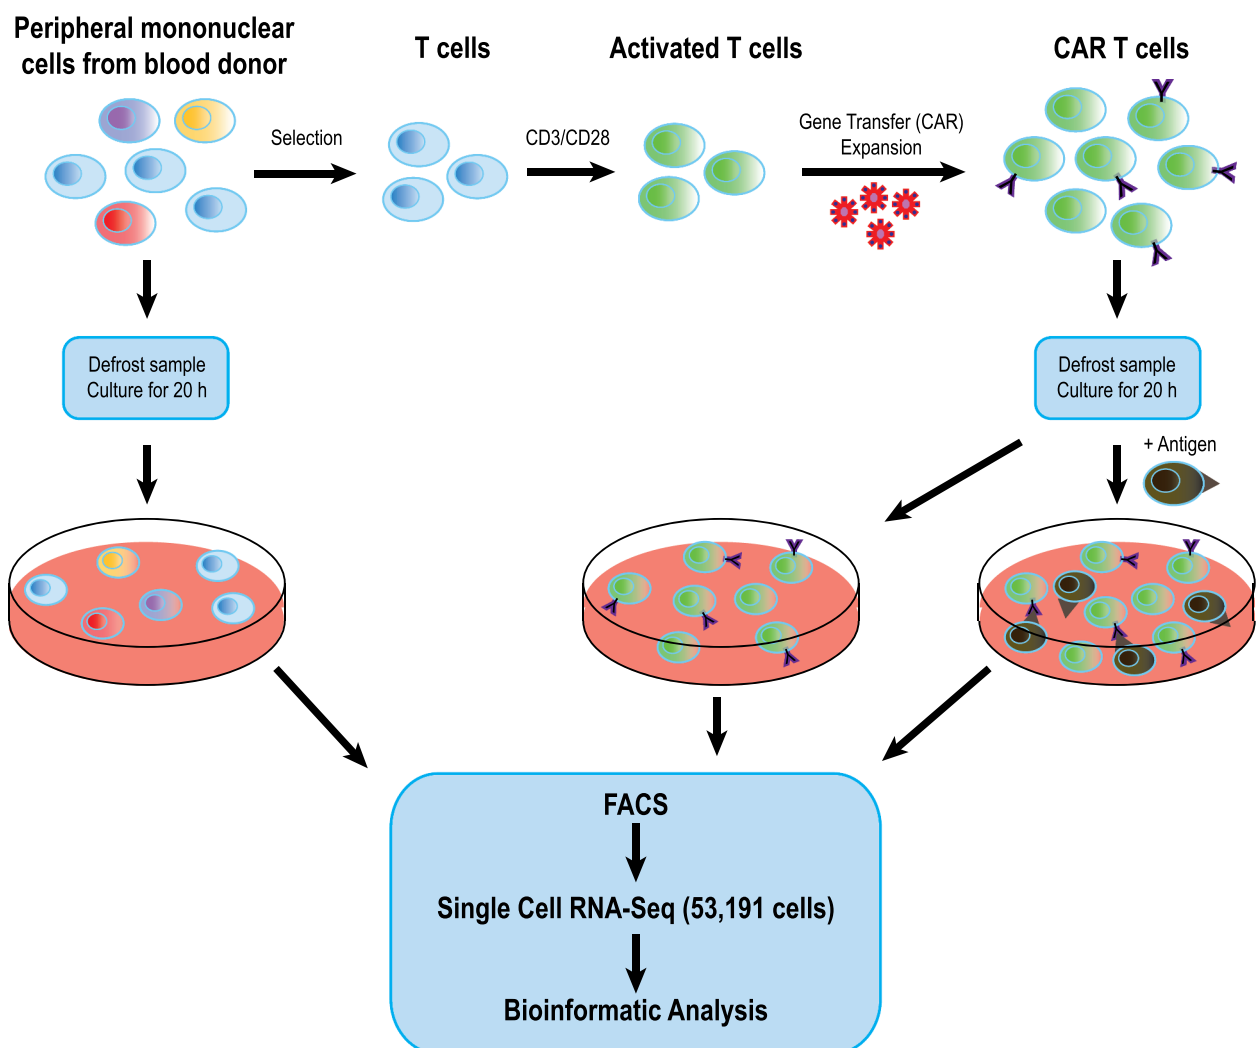 Peripheral mononuclear
cells from blood donor
T cells
Activated T cells
CAR T cells
Selection
CD3/CD28
Gene Transfer (CAR)
Expansion
Defrost sample
Culture for 20 h
Defrost sample
Culture for 20 h
+ Antigen
FACS
Single Cell RNA-Seq (53,191 cells)
Bioinformatic Analysis